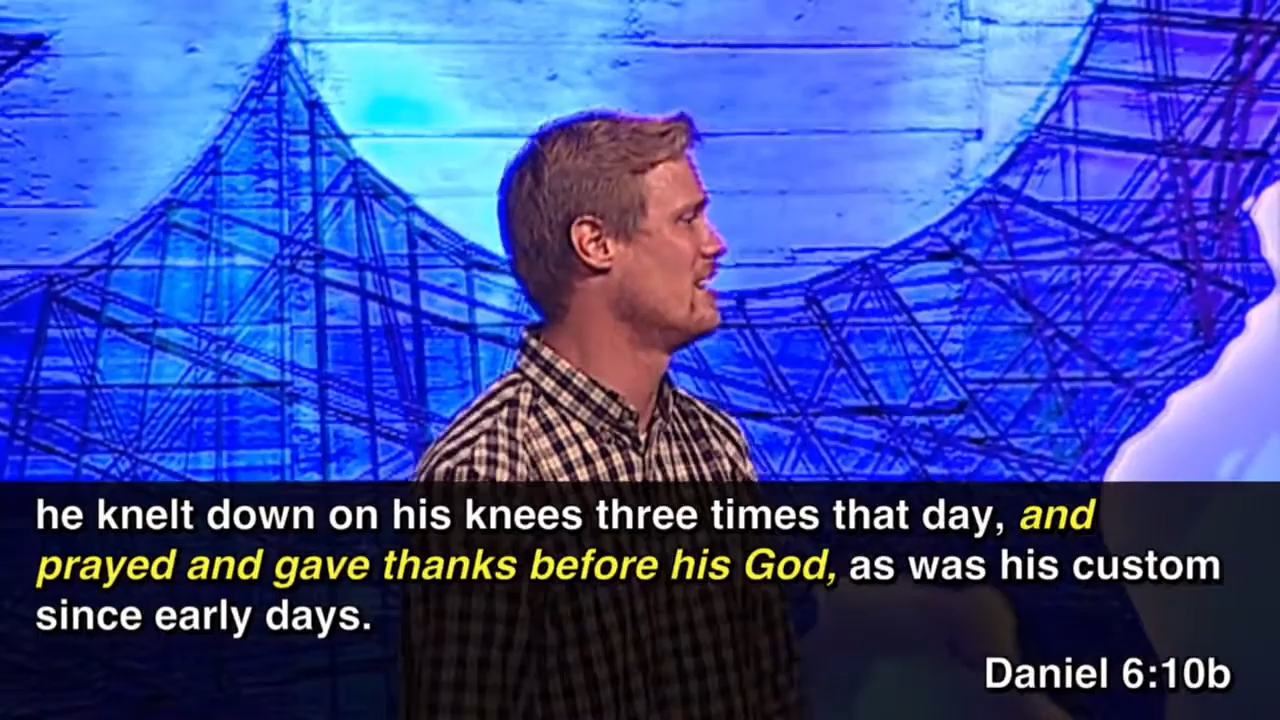 he knelt down on his knees three times that day, and
prayed and gave thanks before his God, as was his custom
since early days.
Daniel 6:10b